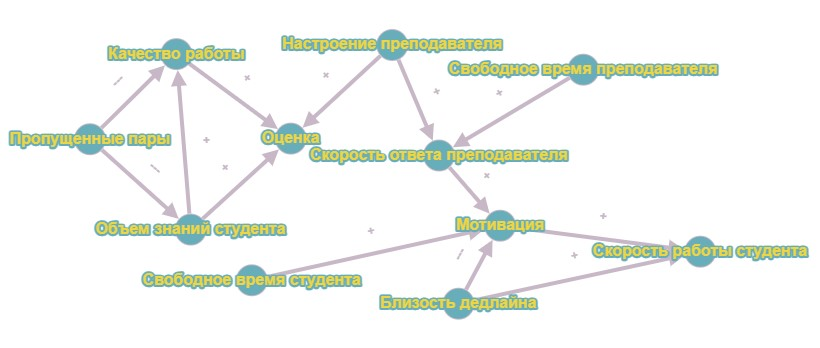 Настроение преподавателя
Качество работы
Свободное время преподавателя
Пропущенные пары
Оценка
Скорость ответа преподавателя
Объем знаний студента
Мотивация
Скорость работы студента
Свободное время студента
Близость дедлайна